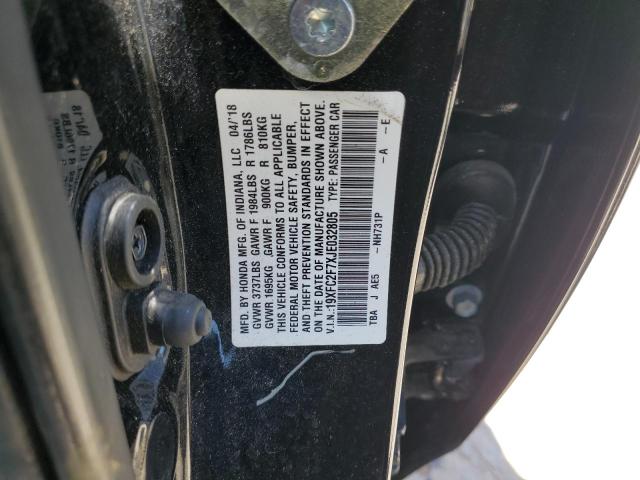 MFD. BY HONDA MFG. OF INDIANA, LLC 04/'18
GVWR 3737LBS GAWR F 1984LBS R 1786LBS
GVWR 1695KG GAWR F 900KG R 810KG
THIS VEHICLE CONFORMS TO ALL APPLICABLE
FEDERAL MOTOR VEHICLE SAFETY, BUMPER,
AND THEFT PREVENTION STANDARDS IN EFFECT
ON THE DATE OF MANUFACTURE SHOWN ABOVE.
V.I.N.: 19XFC2F7XJE032805 TYPE: PASSENGER CAR
TBA J AE5 -NH731P -A -E